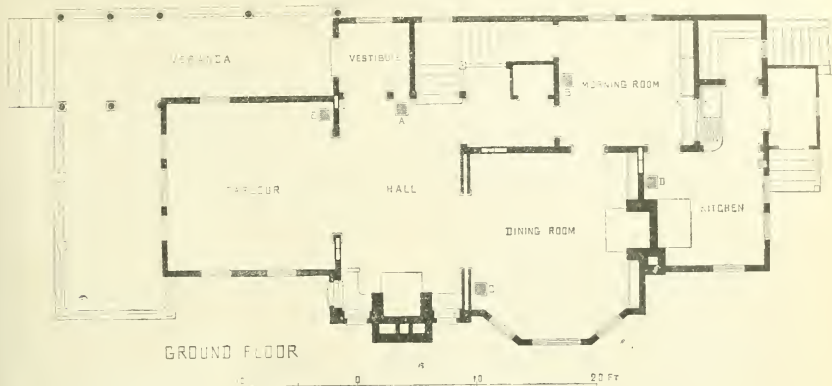 VERANDA
VESTIBULE
MORNING ROOM
B
E
A
PARLOUR
HALL
DINING ROOM
D
KITCHEN
C
GROUND FLOOR
0 10 20 FT